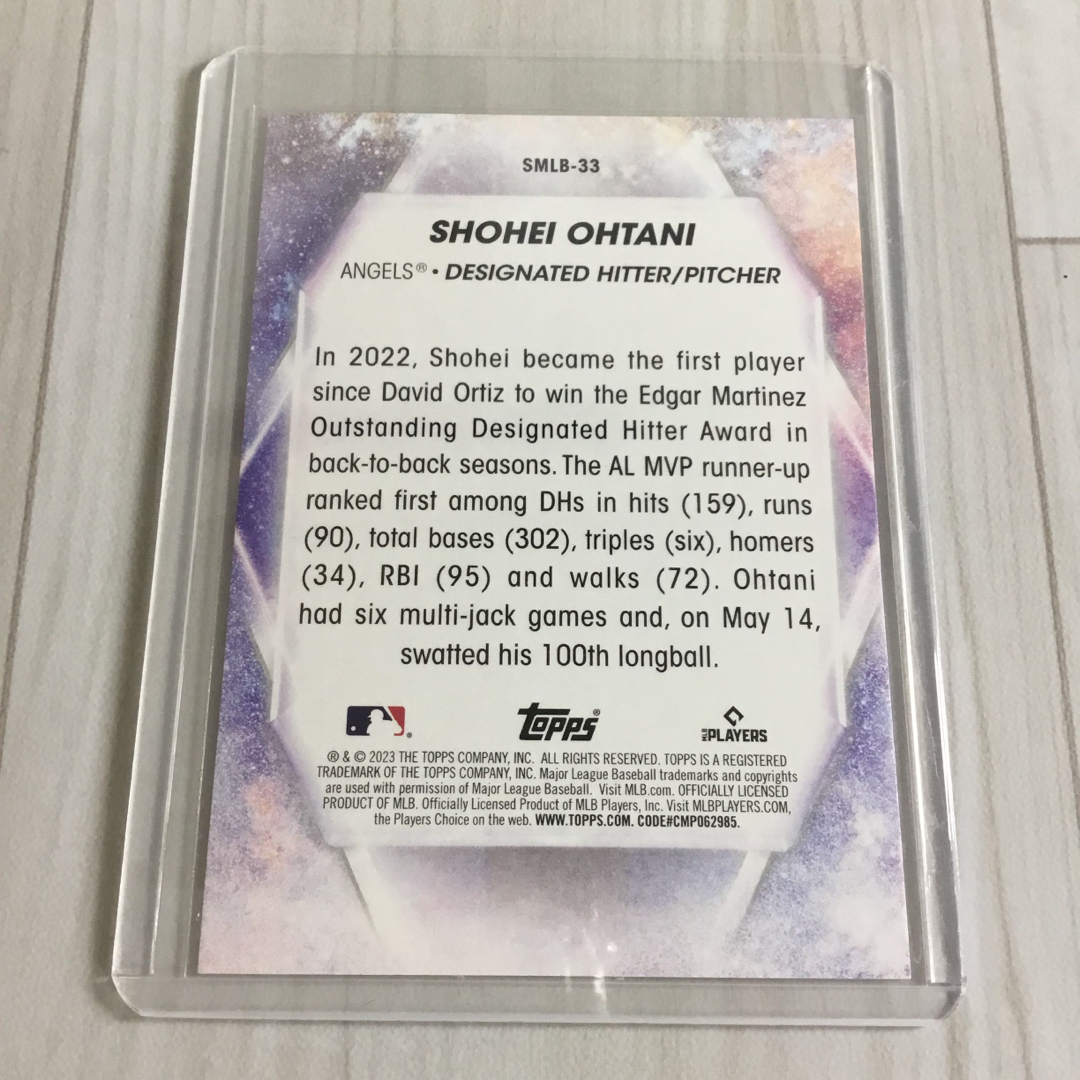 SMLB-33
SHOHEI OHTANI
ANGELS® • DESIGNATED HITTER/PITCHER
In 2022, Shohei became the first player
since David Ortiz to win the Edgar Martinez
Outstanding Designated Hitter Award in
back-to-back seasons. The AL MVP runner-up
ranked first among DHs in hits (159), runs
(90), total bases (302), triples (six), homers
(34), RBI (95) and walks (72). Ohtani
had six multi-jack games and, on May 14,
swatted his 100th longball.
® topps® MLB PLAYERS
® & © 2023 THE TOPPS COMPANY, INC. ALL RIGHTS RESERVED. TOPPS IS A REGISTERED
TRADEMARK OF THE TOPPS COMPANY, INC. Major League Baseball trademarks and copyrights
are used with permission of Major League Baseball. Visit MLB.com. OFFICIALLY LICENSED
PRODUCT OF MLB. Officially Licensed Product of MLB Players, Inc. Visit MLBPLAYERS.COM,
the Players Choice on the web. WWW.TOPPS.COM. CODE#CMP062985.